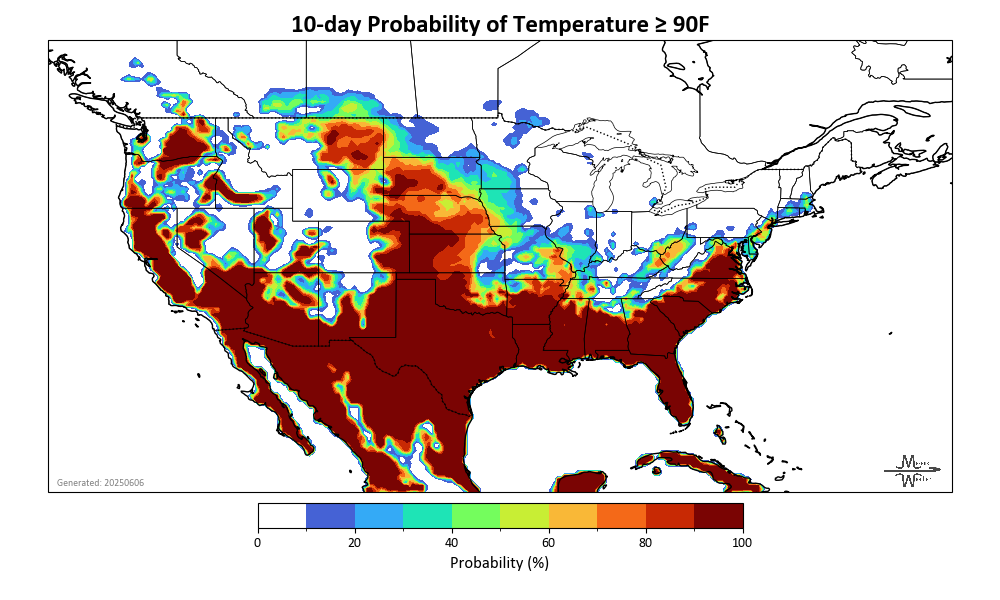 10-day Probability of Temperature ≥ 90F
Generated: 20250606
0 20 40 60 80 100
Probability (%)